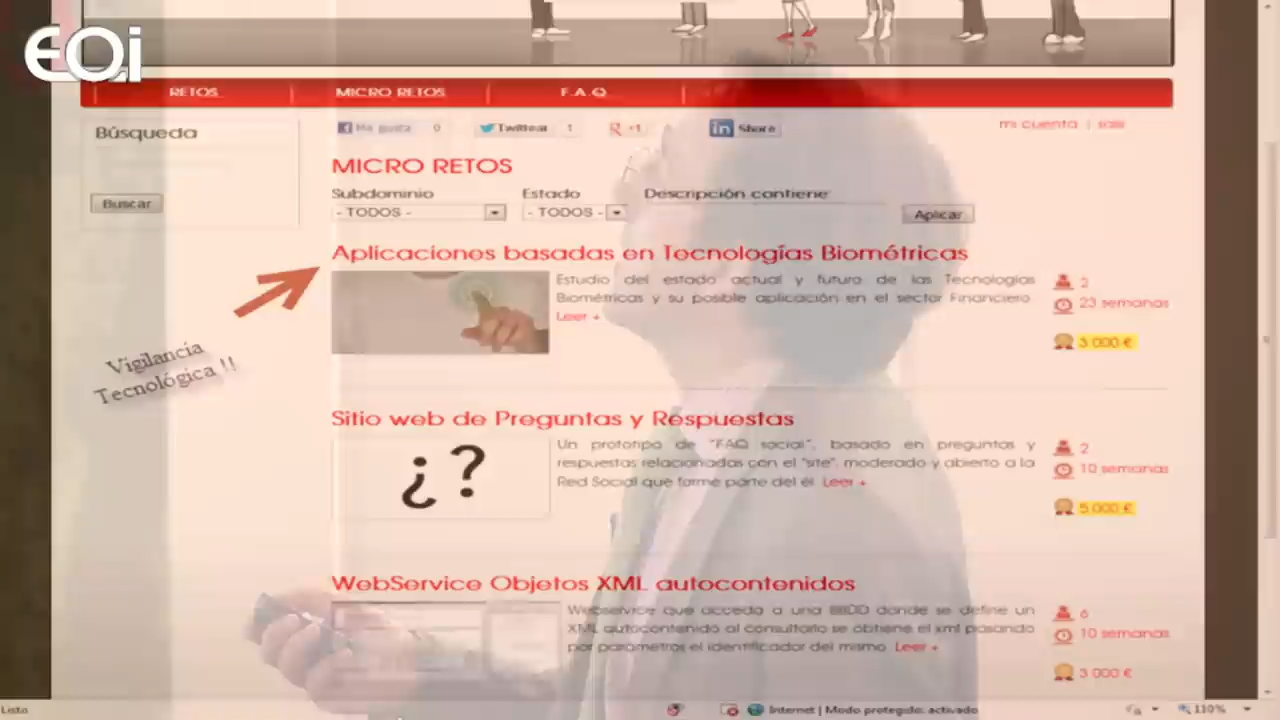 EOi
RETOS
MICRO RETOS
F.A.Q.
Búsqueda
Me gusta 0
Twittear 1
+1
in Share
mi cuenta | salir
MICRO RETOS
Subdominio
Estado
Descripción contiene
- TODOS -
- TODOS -
Buscar
Aplicar
Aplicaciones basadas en Tecnologías Biométricas
Estudio del estado actual y futuro de las Tecnologías
Biométricas y su posible aplicación en el sector Financiero.
Leer +
2
23 semanas
3.000 €
Vigilancia
Tecnológica !!
Sitio web de Preguntas y Respuestas
¿?
Un prototipo de "FAQ social", basado en preguntas y
respuestas relacionadas con el "site", moderado y abierto a la
Red Social que forme parte del él. Leer +
2
10 semanas
5.000 €
WebService Objetos XML autocontenidos
Webservice que acceda a una BBDD donde se define un
XML autocontenido al consultarlo se obtiene el xml pasando
por parámetros el identificador del mismo. Leer +
6
10 semanas
3.000 €
Listo
Internet | Modo protegido: activado
110%